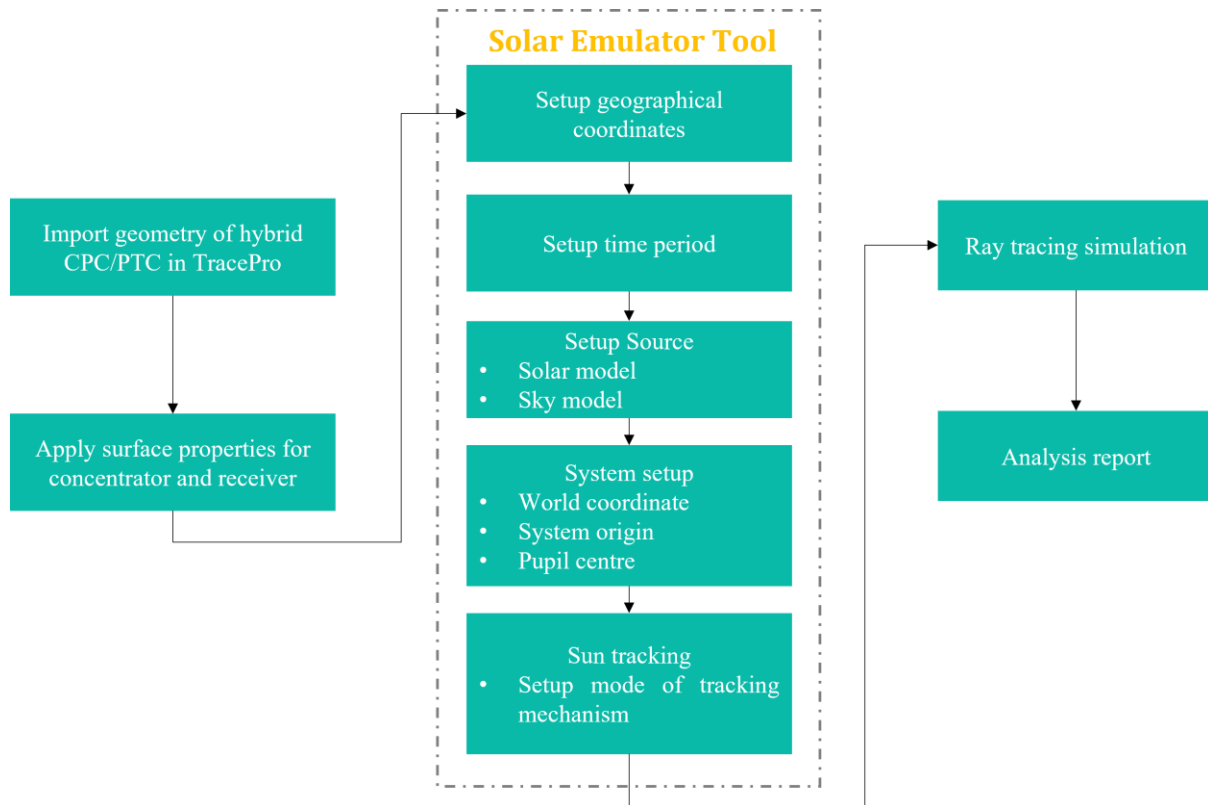 Solar Emulator Tool
Import geometry of hybrid
CPC/PTC in TracePro
Apply surface properties for
concentrator and receiver
Setup geographical
coordinates
Setup time period
Setup Source
• Solar model
• Sky model
System setup
• World coordinate
• System origin
• Pupil centre
Sun tracking
• Setup mode of tracking
mechanism
Ray tracing simulation
Analysis report